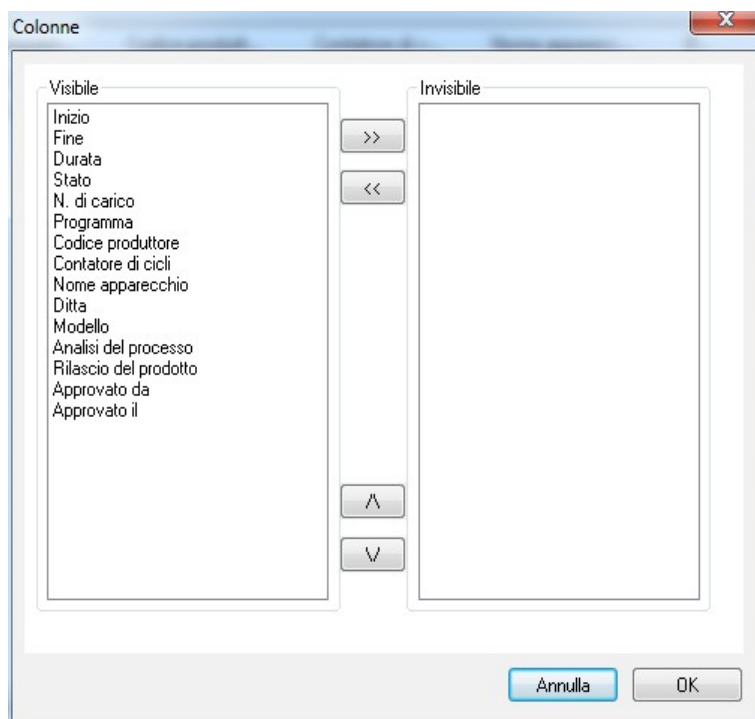 Colonne
Visibile
Inizio
Fine
Durata
Stato
N. di carico
Programma
Codice produttore
Contatore di cicli
Nome apparecchio
Ditta
Modello
Analisi del processo
Rilascio del prodotto
Approvato da
Approvato il
>>
<<
/\
\/
Invisibile
Annulla
OK